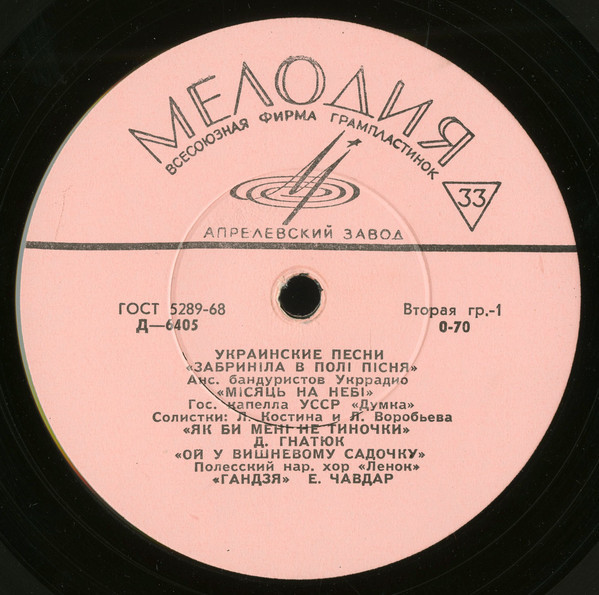 МЕЛОДИЯ
ВСЕСОЮЗНАЯ ФИРМА ГРАМПЛАСТИНОК
33
АПРЕЛЕВСКИЙ ЗАВОД
ГОСТ 5289-68 Вторая гр.-1
Д—6405 0-70
УКРАИНСКИЕ ПЕСНИ
«ЗАБРИНІЛА В ПОЛІ ПІСНЯ»
Анс. бандуристов Укррадио
«МІСЯЦЬ НА НЕБІ»
Гос. капелла УССР «Думка»
Солистки: Л. Костина и Л. Воробьева
«ЯК БИ МЕНІ НЕ ТИНОЧКИ»
Д. ГНАТЮК
«ОЙ У ВИШНЕВОМУ САДОЧКУ»
Полесский нар. хор «Ленок»
«ГАНДЗЯ» Е. ЧАВДАР